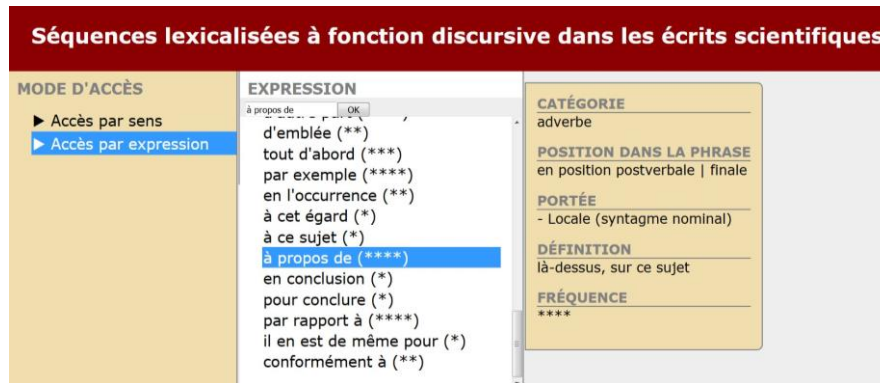 Séquences lexicalisées à fonction discursive dans les écrits scientifiques
MODE D'ACCÈS
▶ Accès par sens
▶ Accès par expression
EXPRESSION
à propos de OK
d'emblée (**)
tout d'abord (***)
par exemple (****)
en l'occurrence (**)
à cet égard (*)
à ce sujet (*)
à propos de (****)
en conclusion (*)
pour conclure (*)
par rapport à (****)
il en est de même pour (*)
conformément à (**)
CATÉGORIE
adverbe
POSITION DANS LA PHRASE
en position postverbale | finale
PORTÉE
- Locale (syntagme nominal)
DÉFINITION
là-dessus, sur ce sujet
FRÉQUENCE
****